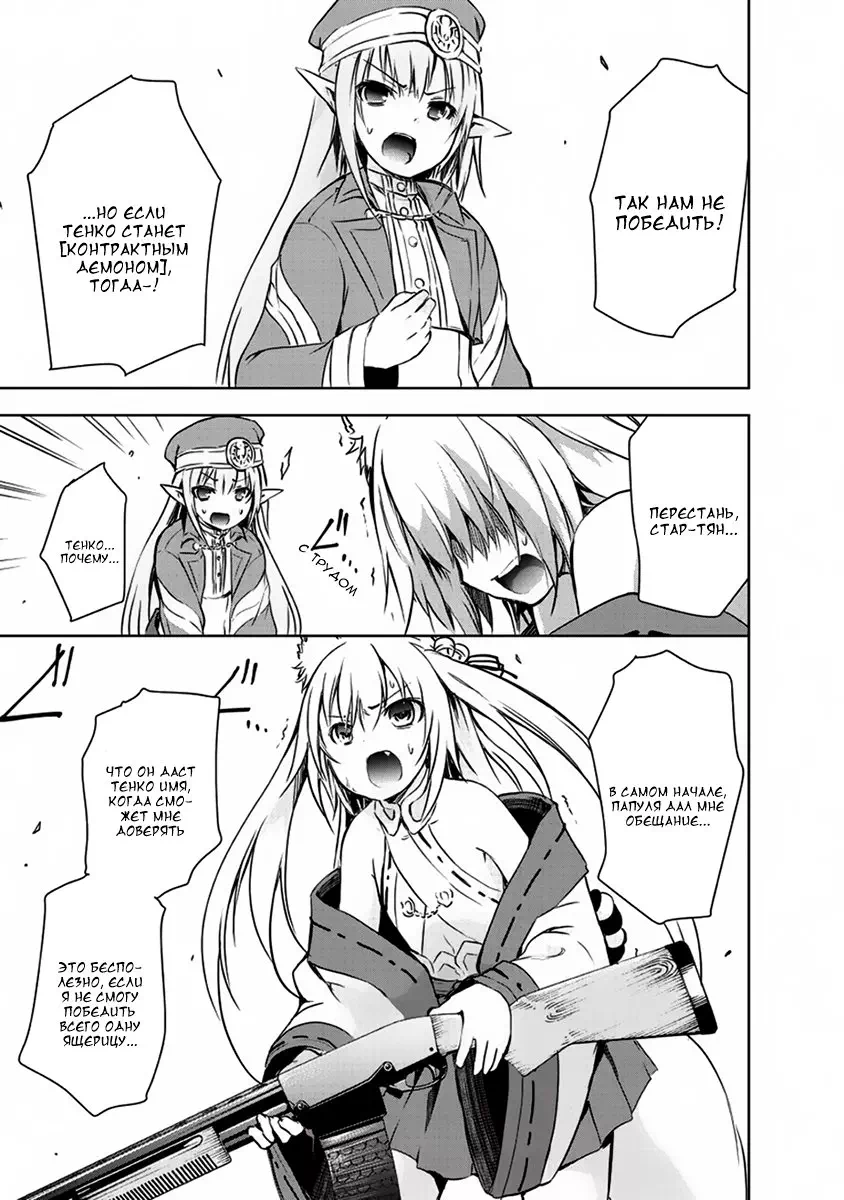 ТАК НАМ НЕ
ПОБЕДИТЬ!
...НО ЕСЛИ
ТЕНКО СТАНЕТ
[КОНТРАКТНЫМ
ДЕМОНОМ],
ТОГДА-!
ПЕРЕСТАНЬ,
СТАР-ТЯН...
С ТРУДОМ
ТЕНКО...
ПОЧЕМУ...
В САМОМ НАЧАЛЕ,
ПАПУЛЯ ДАЛ МНЕ
ОБЕЩАНИЕ...
ЧТО ОН ДАСТ
ТЕНКО ИМЯ,
КОГДА СМО-
ЖЕТ МНЕ
ДОВЕРЯТЬ
ЭТО БЕСПО-
ЛЕЗНО, ЕСЛИ
Я НЕ СМОГУ
ПОБЕДИТЬ
ВСЕГО ОДНУ
ЯЩЕРИЦУ...